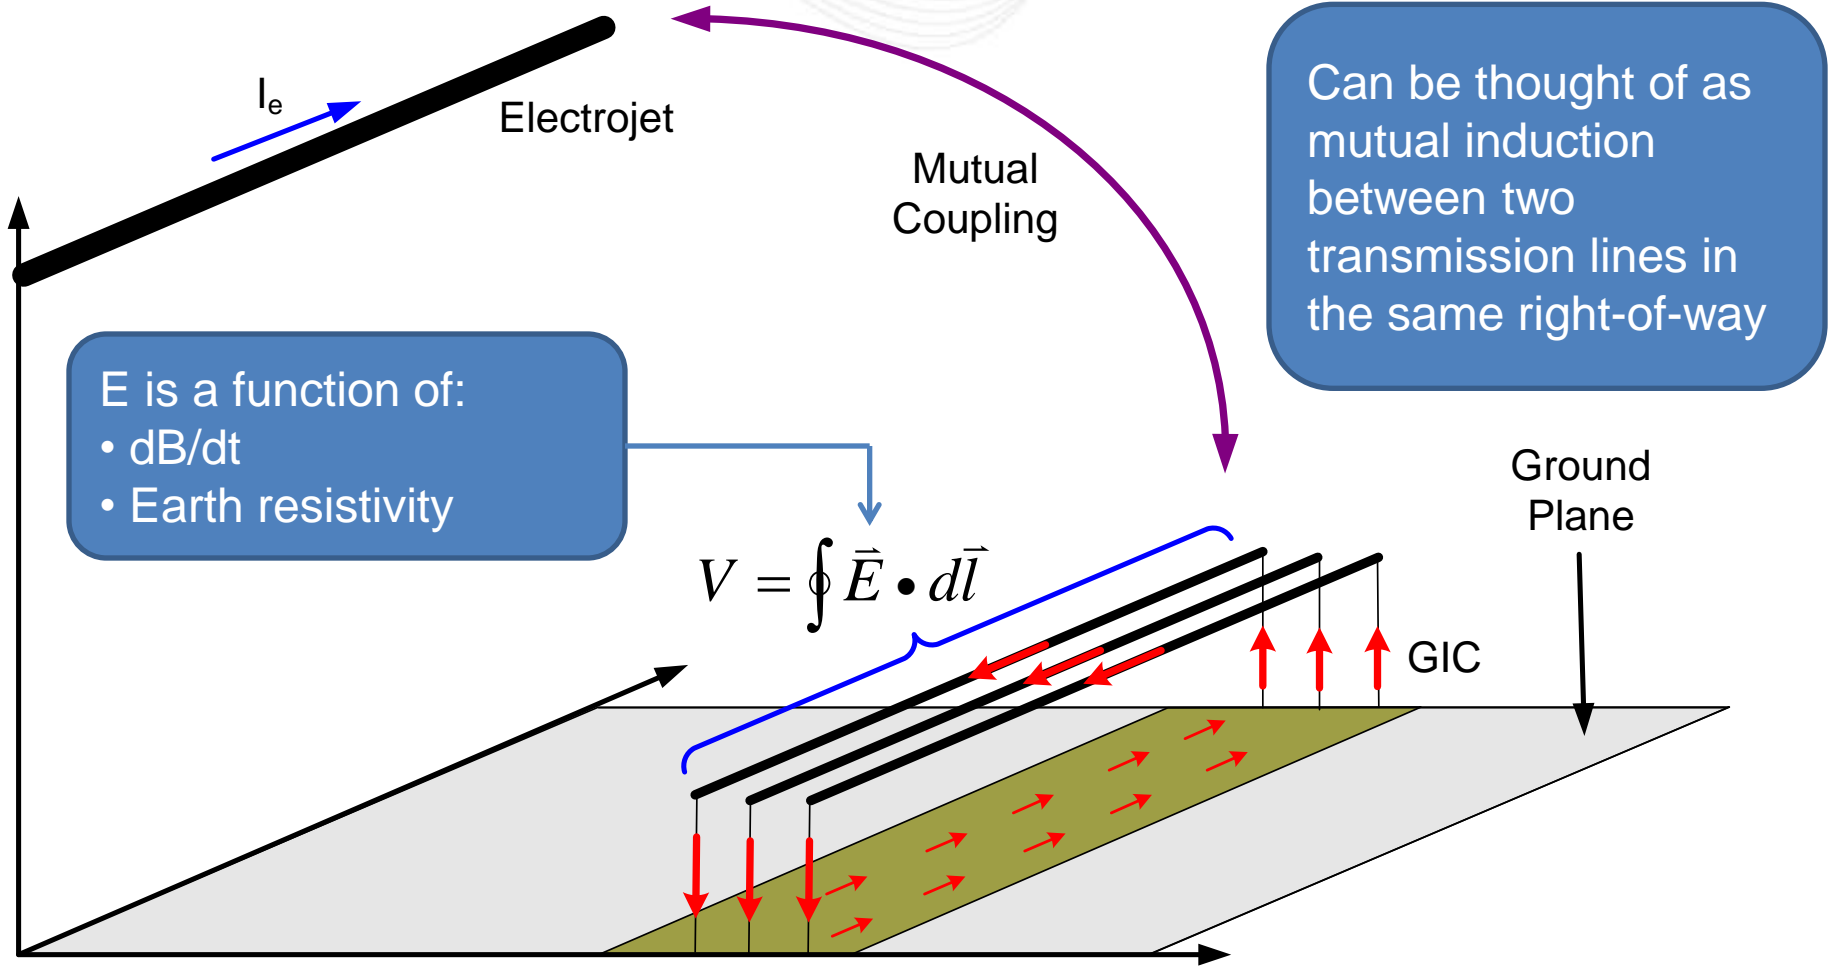 I_e
Electrojet
Mutual
Coupling
Can be thought of as
mutual induction
between two
transmission lines in
the same right-of-way
E is a function of:
• dB/dt
• Earth resistivity
V = ∮ E⃗ • dl⃗
Ground
Plane
GIC